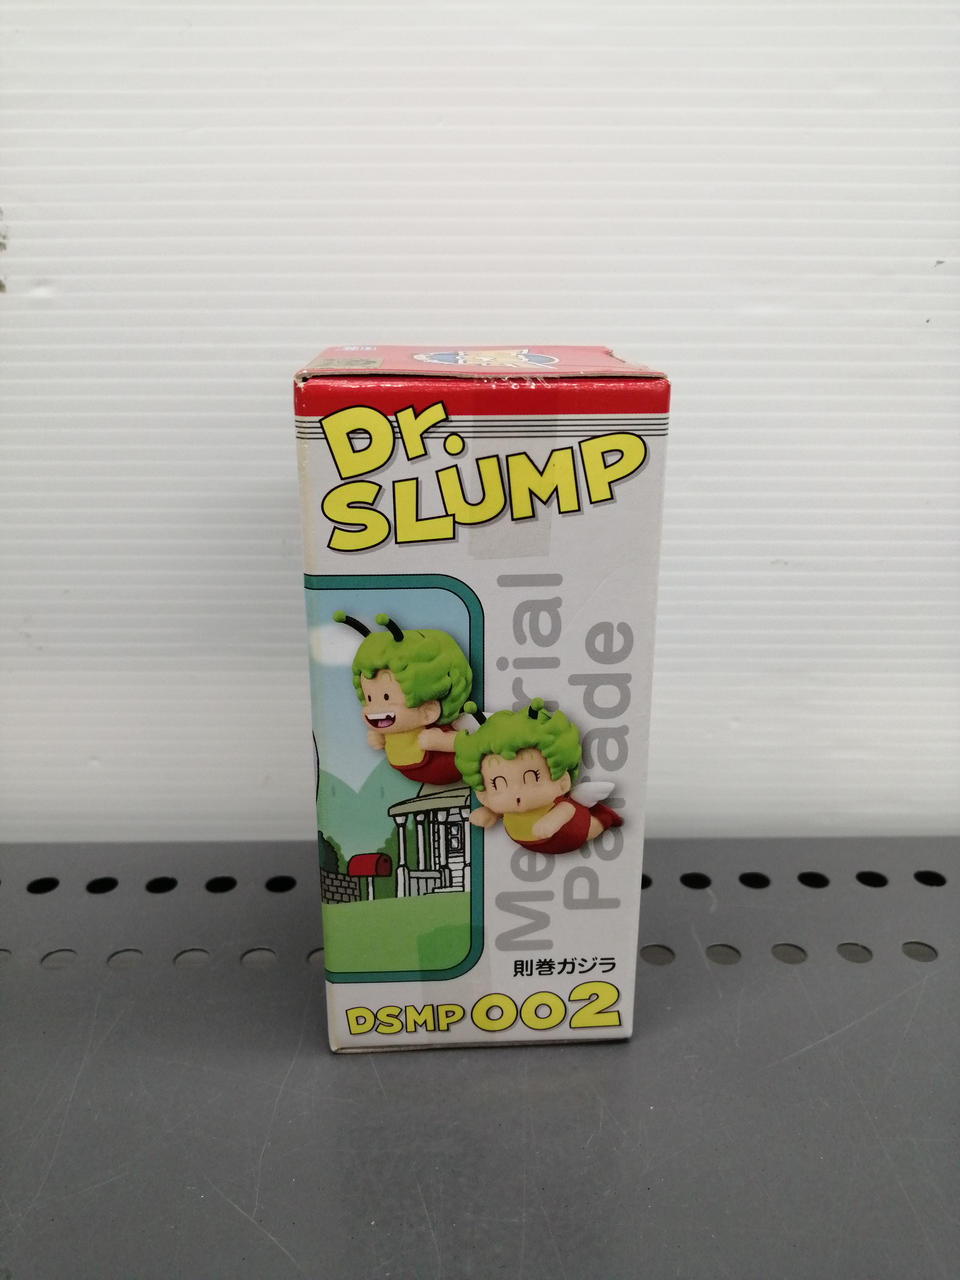 Dr.
SLUMP
Memorial
Parade
則巻ガジラ
DSMP 002